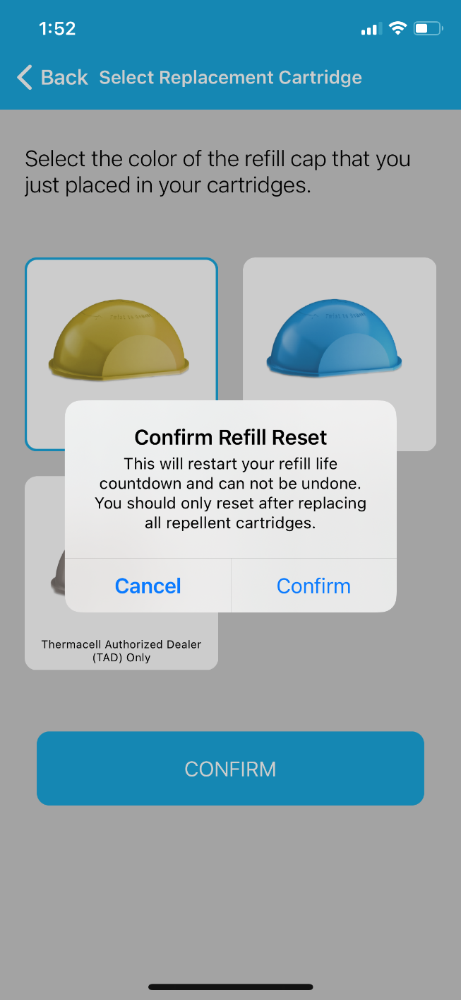 1:52
Back Select Replacement Cartridge
Select the color of the refill cap that you
just placed in your cartridges.
Confirm Refill Reset
This will restart your refill life
countdown and can not be undone.
You should only reset after replacing
all repellent cartridges.
Cancel Confirm
Thermacell Authorized Dealer
(TAD) Only
CONFIRM